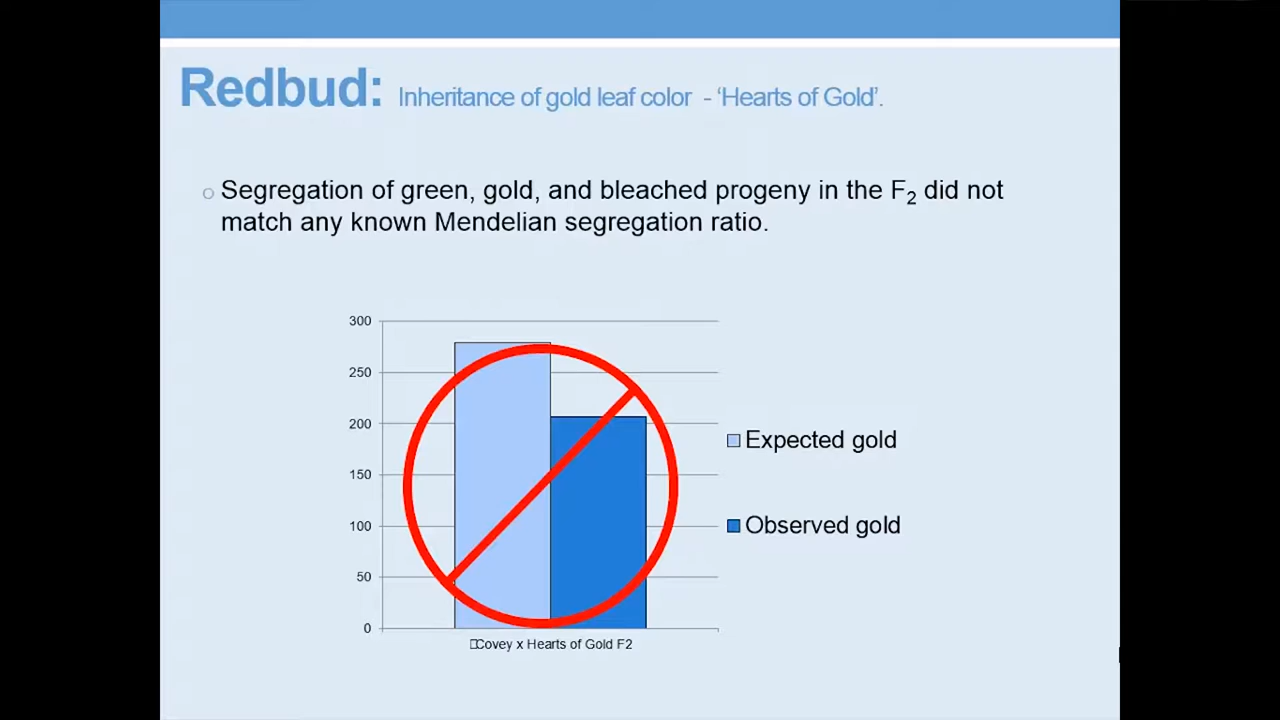 Redbud: Inheritance of gold leaf color - ‘Hearts of Gold’.
○ Segregation of green, gold, and bleached progeny in the F₂ did not
match any known Mendelian segregation ratio.
300
250
200
150
100
50
0
Expected gold
Observed gold
□Covey x Hearts of Gold F2